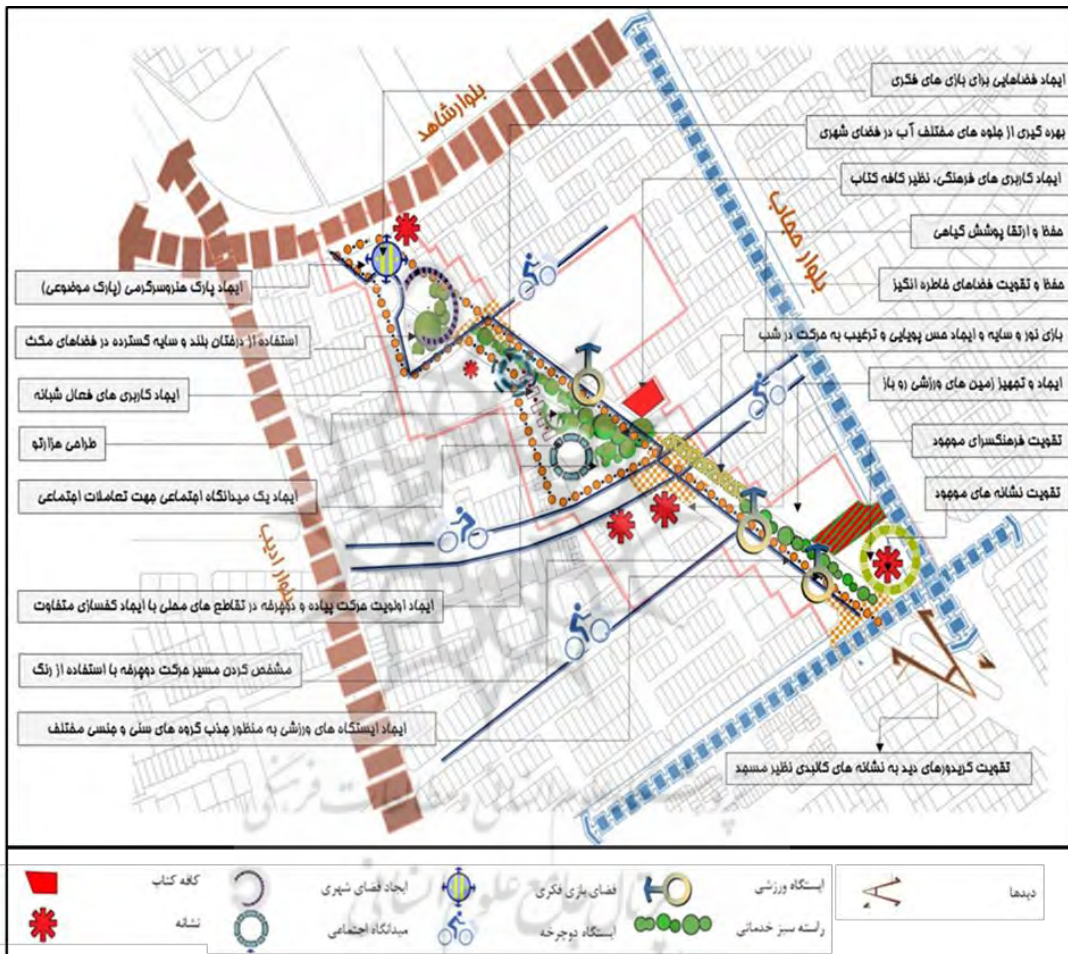 بلوار شاهد
بلوار حجاب
بلوار ادیب
ایجاد فضاهایی برای بازی های فکری
بهره گیری از جلوه های مختلف آب در فضای شهری
ایجاد کاربری های فرهنگی، نظیر کافه کتاب
حفظ و ارتقا پوشش گیاهی
حفظ و تقویت فضاهای خاطره انگیز
بازی نور و سایه و ایجاد حس پویایی و ترغیب به حرکت در شب
ایجاد و تجهیز زمین های ورزشی رو باز
تقویت فرهنگسرای موجود
تقویت نشانه های موجود
ایجاد پارک هنروسرگرمی (پارک موضوعی)
استفاده از درختان بلند و سایه گسترده در فضاهای مکث
ایجاد کاربری های فعال شبانه
طراحی هزارتو
ایجاد یک میدانگاه اجتماعی جهت تعاملات اجتماعی
ایجاد اولویت حرکت پیاده و دوچرخه در تقاطع های محلی با ایجاد کفسازی متفاوت
مشخص کردن مسیر حرکت دوچرخه با استفاده از رنگ
ایجاد ایستگاه های ورزشی به منظور جذب گروه های سنی و جنسی مختلف
تقویت کریدورهای دید به نشانه های کالبدی نظیر مسجد
دیدها
ایستگاه ورزشی
فضای بازی فکری
ایجاد فضای شهری
کافه کتاب
راسته سبز خدماتی
ایستگاه دوچرخه
میدانگاه اجتماعی
نشانه
پرتال جامع علوم انسانی